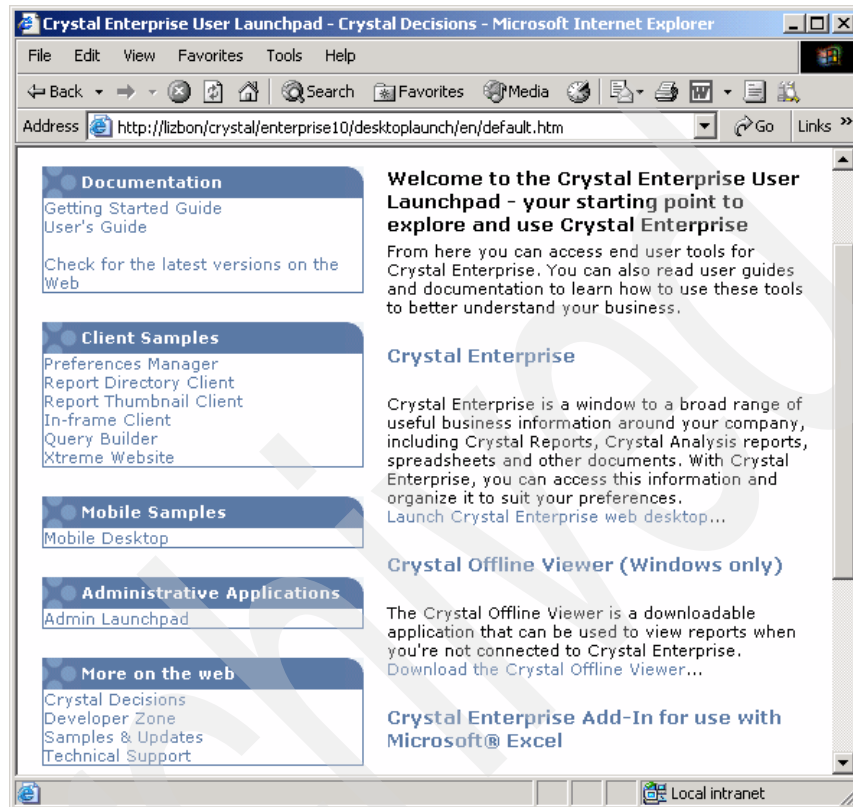 Crystal Enterprise User Launchpad - Crystal Decisions - Microsoft Internet Explorer
File Edit View Favorites Tools Help
Back Search Favorites Media
Address http://lizbon/crystal/enterprise10/desktoplaunch/en/default.htm Go Links »
Documentation
Getting Started Guide
User's Guide
Check for the latest versions on the
Web
Client Samples
Preferences Manager
Report Directory Client
Report Thumbnail Client
In-frame Client
Query Builder
Xtreme Website
Mobile Samples
Mobile Desktop
Administrative Applications
Admin Launchpad
More on the web
Crystal Decisions
Developer Zone
Samples & Updates
Technical Support
Welcome to the Crystal Enterprise User
Launchpad - your starting point to
explore and use Crystal Enterprise
From here you can access end user tools for
Crystal Enterprise. You can also read user guides
and documentation to learn how to use these tools
to better understand your business.
Crystal Enterprise
Crystal Enterprise is a window to a broad range of
useful business information around your company,
including Crystal Reports, Crystal Analysis reports,
spreadsheets and other documents. With Crystal
Enterprise, you can access this information and
organize it to suit your preferences.
Launch Crystal Enterprise web desktop...
Crystal Offline Viewer (Windows only)
The Crystal Offline Viewer is a downloadable
application that can be used to view reports when
you're not connected to Crystal Enterprise.
Download the Crystal Offline Viewer...
Crystal Enterprise Add-In for use with
Microsoft® Excel
Local intranet